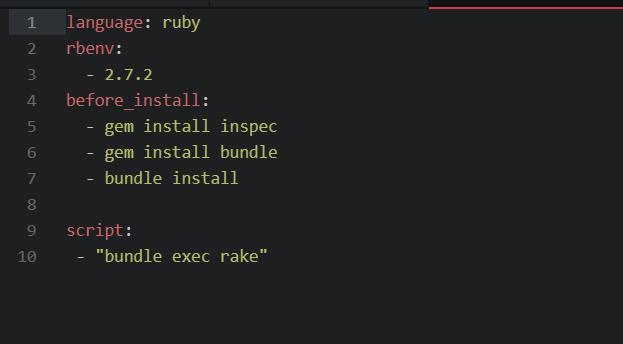 1 language: ruby
2 rbenv:
3   - 2.7.2
4 before_install:
5   - gem install inspec
6   - gem install bundle
7   - bundle install
8
9 script:
10  - "bundle exec rake"